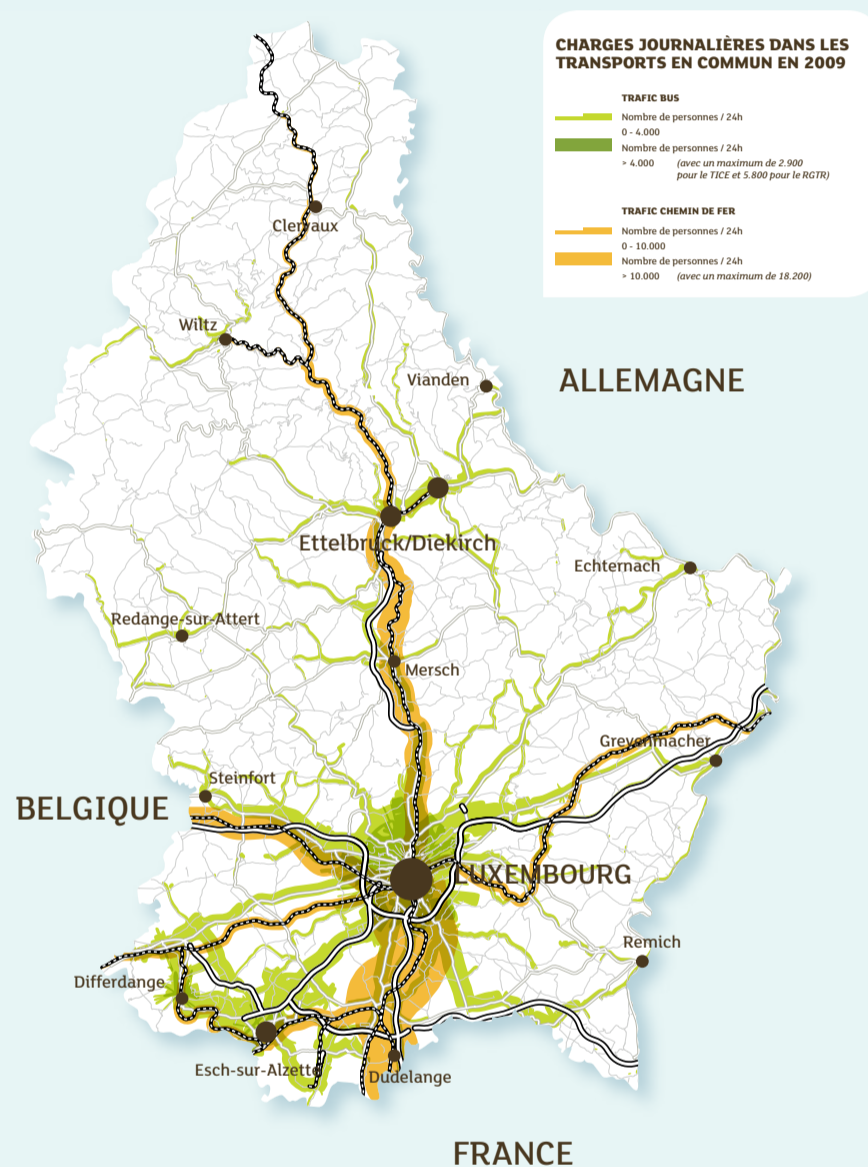 CHARGES JOURNALIÈRES DANS LES
TRANSPORTS EN COMMUN EN 2009
TRAFIC BUS
Nombre de personnes / 24h
0 - 4.000
Nombre de personnes / 24h
> 4.000 (avec un maximum de 2.900
pour le TICE et 5.800 pour le RGTR)
TRAFIC CHEMIN DE FER
Nombre de personnes / 24h
0 - 10.000
Nombre de personnes / 24h
> 10.000 (avec un maximum de 18.200)
Clervaux
Wiltz
Vianden
ALLEMAGNE
Ettelbruck/Diekirch
Echternach
Redange-sur-Attert
Mersch
Grevenmacher
Steinfort
BELGIQUE
LUXEMBOURG
Remich
Differdange
Esch-sur-Alzette
Dudelange
FRANCE